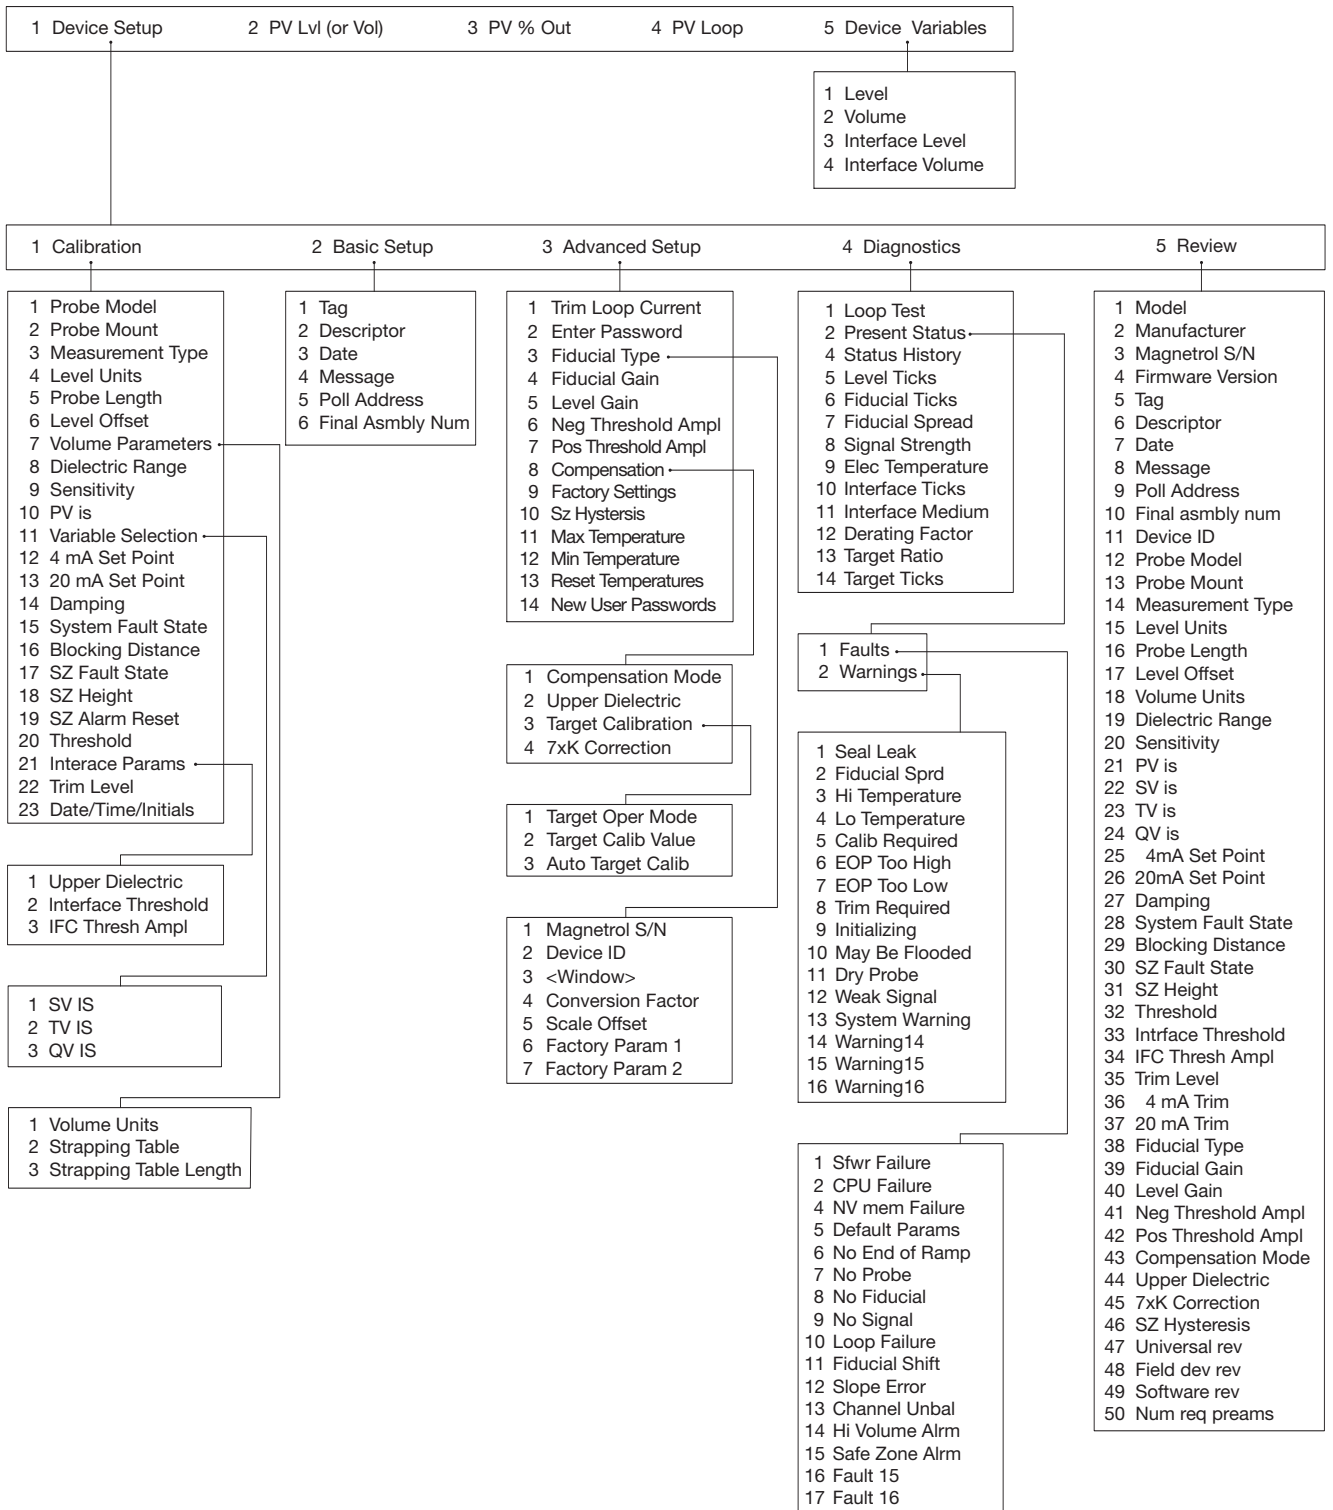 1 Device Setup
2 PV Lvl (or Vol)
3 PV % Out
4 PV Loop
5 Device Variables
1 Level
2 Volume
3 Interface Level
4 Interface Volume
1 Calibration
2 Basic Setup
3 Advanced Setup
4 Diagnostics
5 Review
1 Probe Model
2 Probe Mount
3 Measurement Type
4 Level Units
5 Probe Length
6 Level Offset
7 Volume Parameters
8 Dielectric Range
9 Sensitivity
10 PV is
11 Variable Selection
12 4 mA Set Point
13 20 mA Set Point
14 Damping
15 System Fault State
16 Blocking Distance
17 SZ Fault State
18 SZ Height
19 SZ Alarm Reset
20 Threshold
21 Interace Params
22 Trim Level
23 Date/Time/Initials
1 Upper Dielectric
2 Interface Threshold
3 IFC Thresh Ampl
1 SV IS
2 TV IS
3 QV IS
1 Volume Units
2 Strapping Table
3 Strapping Table Length
1 Tag
2 Descriptor
3 Date
4 Message
5 Poll Address
6 Final Asmbly Num
1 Trim Loop Current
2 Enter Password
3 Fiducial Type
4 Fiducial Gain
5 Level Gain
6 Neg Threshold Ampl
7 Pos Threshold Ampl
8 Compensation
9 Factory Settings
10 Sz Hystersis
11 Max Temperature
12 Min Temperature
13 Reset Temperatures
14 New User Passwords
1 Compensation Mode
2 Upper Dielectric
3 Target Calibration
4 7xK Correction
1 Target Oper Mode
2 Target Calib Value
3 Auto Target Calib
1 Magnetrol S/N
2 Device ID
3 <Window>
4 Conversion Factor
5 Scale Offset
6 Factory Param 1
7 Factory Param 2
1 Loop Test
2 Present Status
4 Status History
5 Level Ticks
6 Fiducial Ticks
7 Fiducial Spread
8 Signal Strength
9 Elec Temperature
10 Interface Ticks
11 Interface Medium
12 Derating Factor
13 Target Ratio
14 Target Ticks
1 Faults
2 Warnings
1 Seal Leak
2 Fiducial Sprd
3 Hi Temperature
4 Lo Temperature
5 Calib Required
6 EOP Too High
7 EOP Too Low
8 Trim Required
9 Initializing
10 May Be Flooded
11 Dry Probe
12 Weak Signal
13 System Warning
14 Warning14
15 Warning15
16 Warning16
1 Sfwr Failure
2 CPU Failure
4 NV mem Failure
5 Default Params
6 No End of Ramp
7 No Probe
8 No Fiducial
9 No Signal
10 Loop Failure
11 Fiducial Shift
12 Slope Error
13 Channel Unbal
14 Hi Volume Alrm
15 Safe Zone Alrm
16 Fault 15
17 Fault 16
1 Model
2 Manufacturer
3 Magnetrol S/N
4 Firmware Version
5 Tag
6 Descriptor
7 Date
8 Message
9 Poll Address
10 Final asmbly num
11 Device ID
12 Probe Model
13 Probe Mount
14 Measurement Type
15 Level Units
16 Probe Length
17 Level Offset
18 Volume Units
19 Dielectric Range
20 Sensitivity
21 PV is
22 SV is
23 TV is
24 QV is
25 4mA Set Point
26 20mA Set Point
27 Damping
28 System Fault State
29 Blocking Distance
30 SZ Fault State
31 SZ Height
32 Threshold
33 Intrface Threshold
34 IFC Thresh Ampl
35 Trim Level
36 4 mA Trim
37 20 mA Trim
38 Fiducial Type
39 Fiducial Gain
40 Level Gain
41 Neg Threshold Ampl
42 Pos Threshold Ampl
43 Compensation Mode
44 Upper Dielectric
45 7xK Correction
46 SZ Hysteresis
47 Universal rev
48 Field dev rev
49 Software rev
50 Num req preams